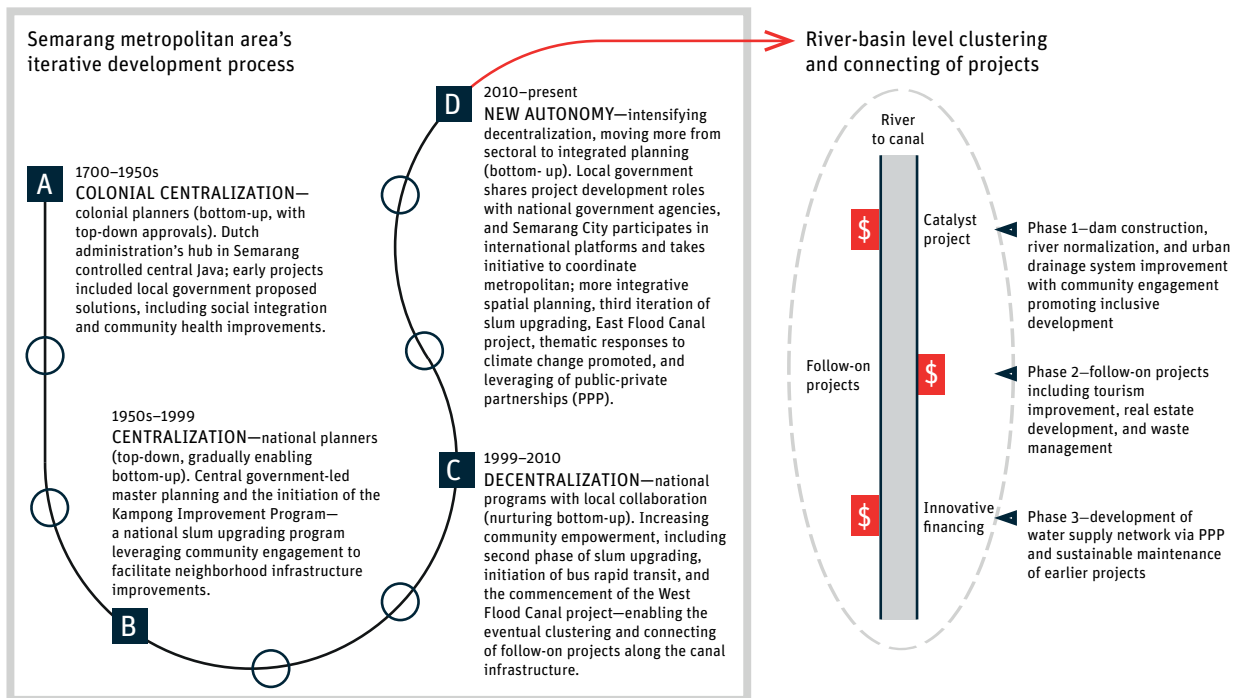 Semarang metropolitan area's
iterative development process
A
1700–1950s
COLONIAL CENTRALIZATION—
colonial planners (bottom-up, with
top-down approvals). Dutch
administration's hub in Semarang
controlled central Java; early projects
included local government proposed
solutions, including social integration
and community health improvements.
B
1950s–1999
CENTRALIZATION—national planners
(top-down, gradually enabling
bottom-up). Central government-led
master planning and the initiation of the
Kampong Improvement Program—
a national slum upgrading program
leveraging community engagement to
facilitate neighborhood infrastructure
improvements.
C
1999–2010
DECENTRALIZATION—national
programs with local collaboration
(nurturing bottom-up). Increasing
community empowerment, including
second phase of slum upgrading,
initiation of bus rapid transit, and
the commencement of the West
Flood Canal project—enabling the
eventual clustering and connecting
of follow-on projects along the canal
infrastructure.
D
2010–present
NEW AUTONOMY—intensifying
decentralization, moving more from
sectoral to integrated planning
(bottom- up). Local government
shares project development roles
with national government agencies,
and Semarang City participates in
international platforms and takes
initiative to coordinate
metropolitan; more integrative
spatial planning, third iteration of
slum upgrading, East Flood Canal
project, thematic responses to
climate change promoted, and
leveraging of public-private
partnerships (PPP).
River-basin level clustering
and connecting of projects
River
to canal
$
Catalyst
project
Phase 1—dam construction,
river normalization, and urban
drainage system improvement
with community engagement
promoting inclusive
development
Follow-on
projects
$
Phase 2—follow-on projects
including tourism
improvement, real estate
development, and waste
management
$
Innovative
financing
Phase 3—development of
water supply network via PPP
and sustainable maintenance
of earlier projects